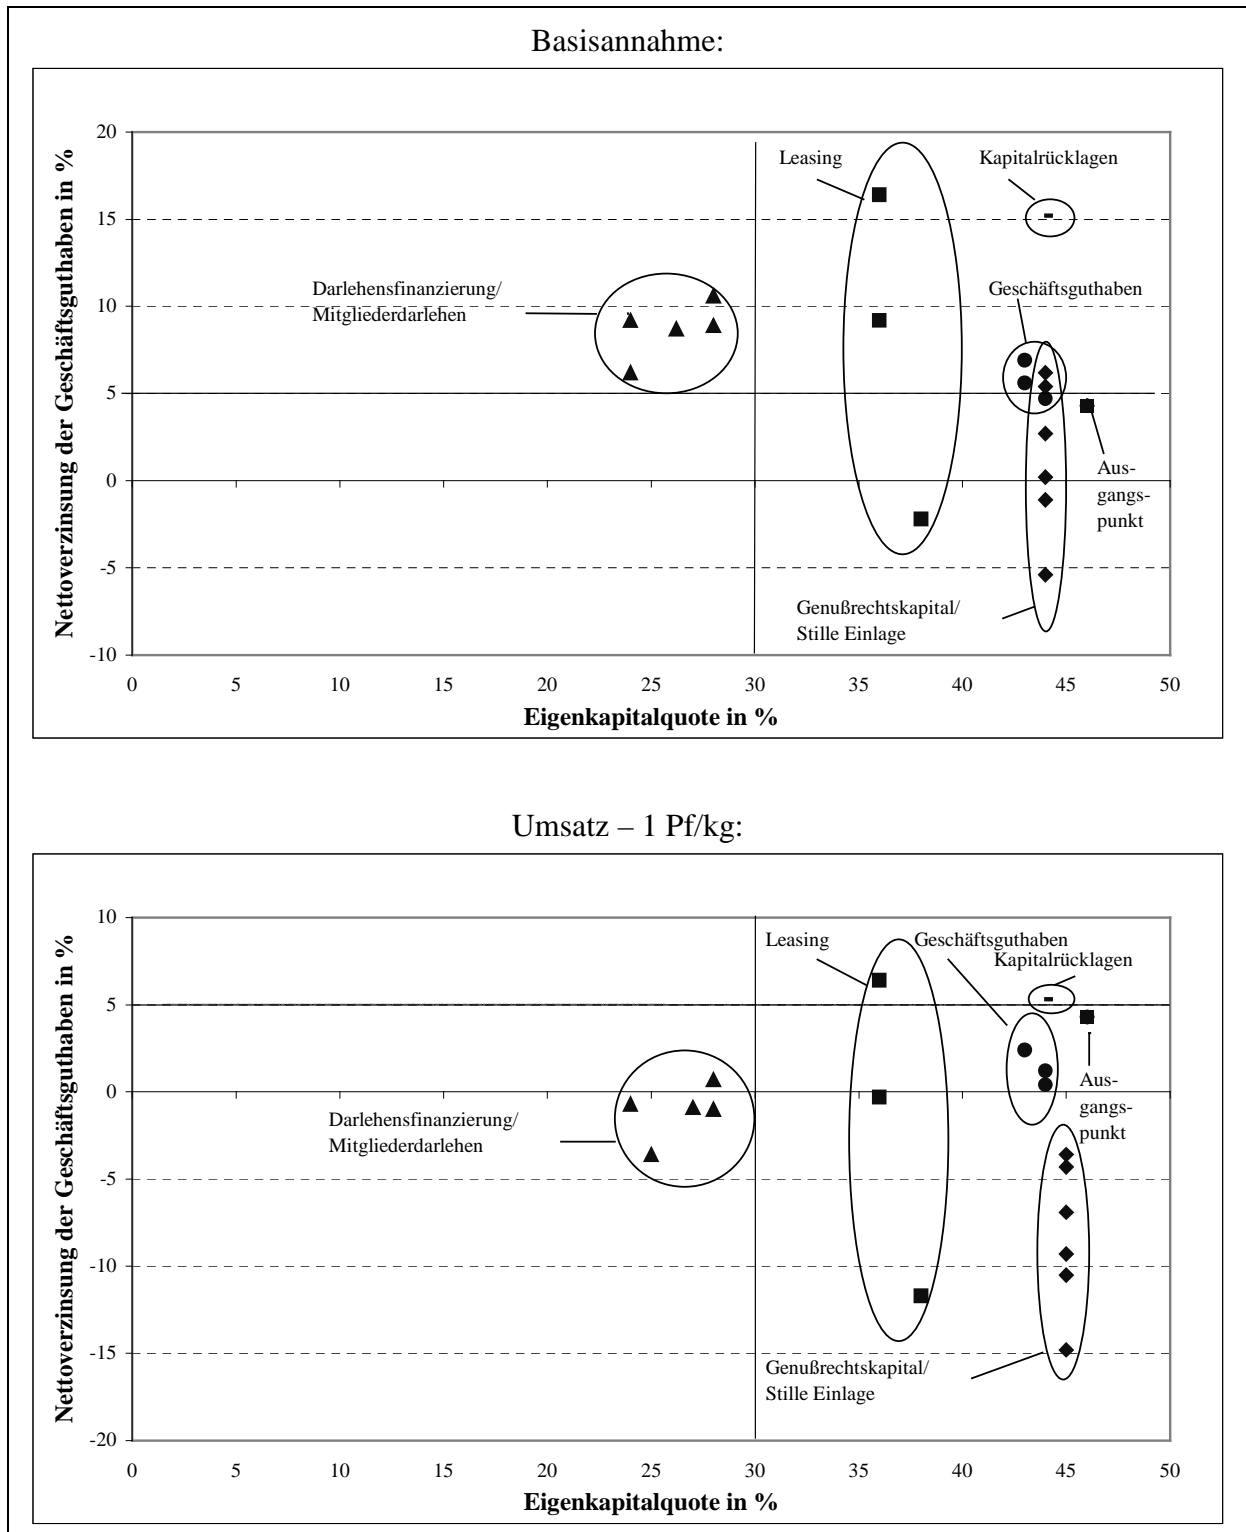 Basisannahme:
Nettoverzinsung der Geschäftsguthaben in %
20
15
10
5
0
-5
-10
Leasing
Kapitalrücklagen
Darlehensfinanzierung/
Mitgliederdarlehen
Geschäftsguthaben
Aus-
gangs-
punkt
Genußrechtskapital/
Stille Einlage
0 5 10 15 20 25 30 35 40 45 50
Eigenkapitalquote in %
Umsatz – 1 Pf/kg:
Nettoverzinsung der Geschäftsguthaben in %
10
5
0
-5
-10
-15
-20
Leasing
Geschäftsguthaben
Kapitalrücklagen
Darlehensfinanzierung/
Mitgliederdarlehen
Aus-
gangs-
punkt
Genußrechtskapital/
Stille Einlage
0 5 10 15 20 25 30 35 40 45 50
Eigenkapitalquote in %